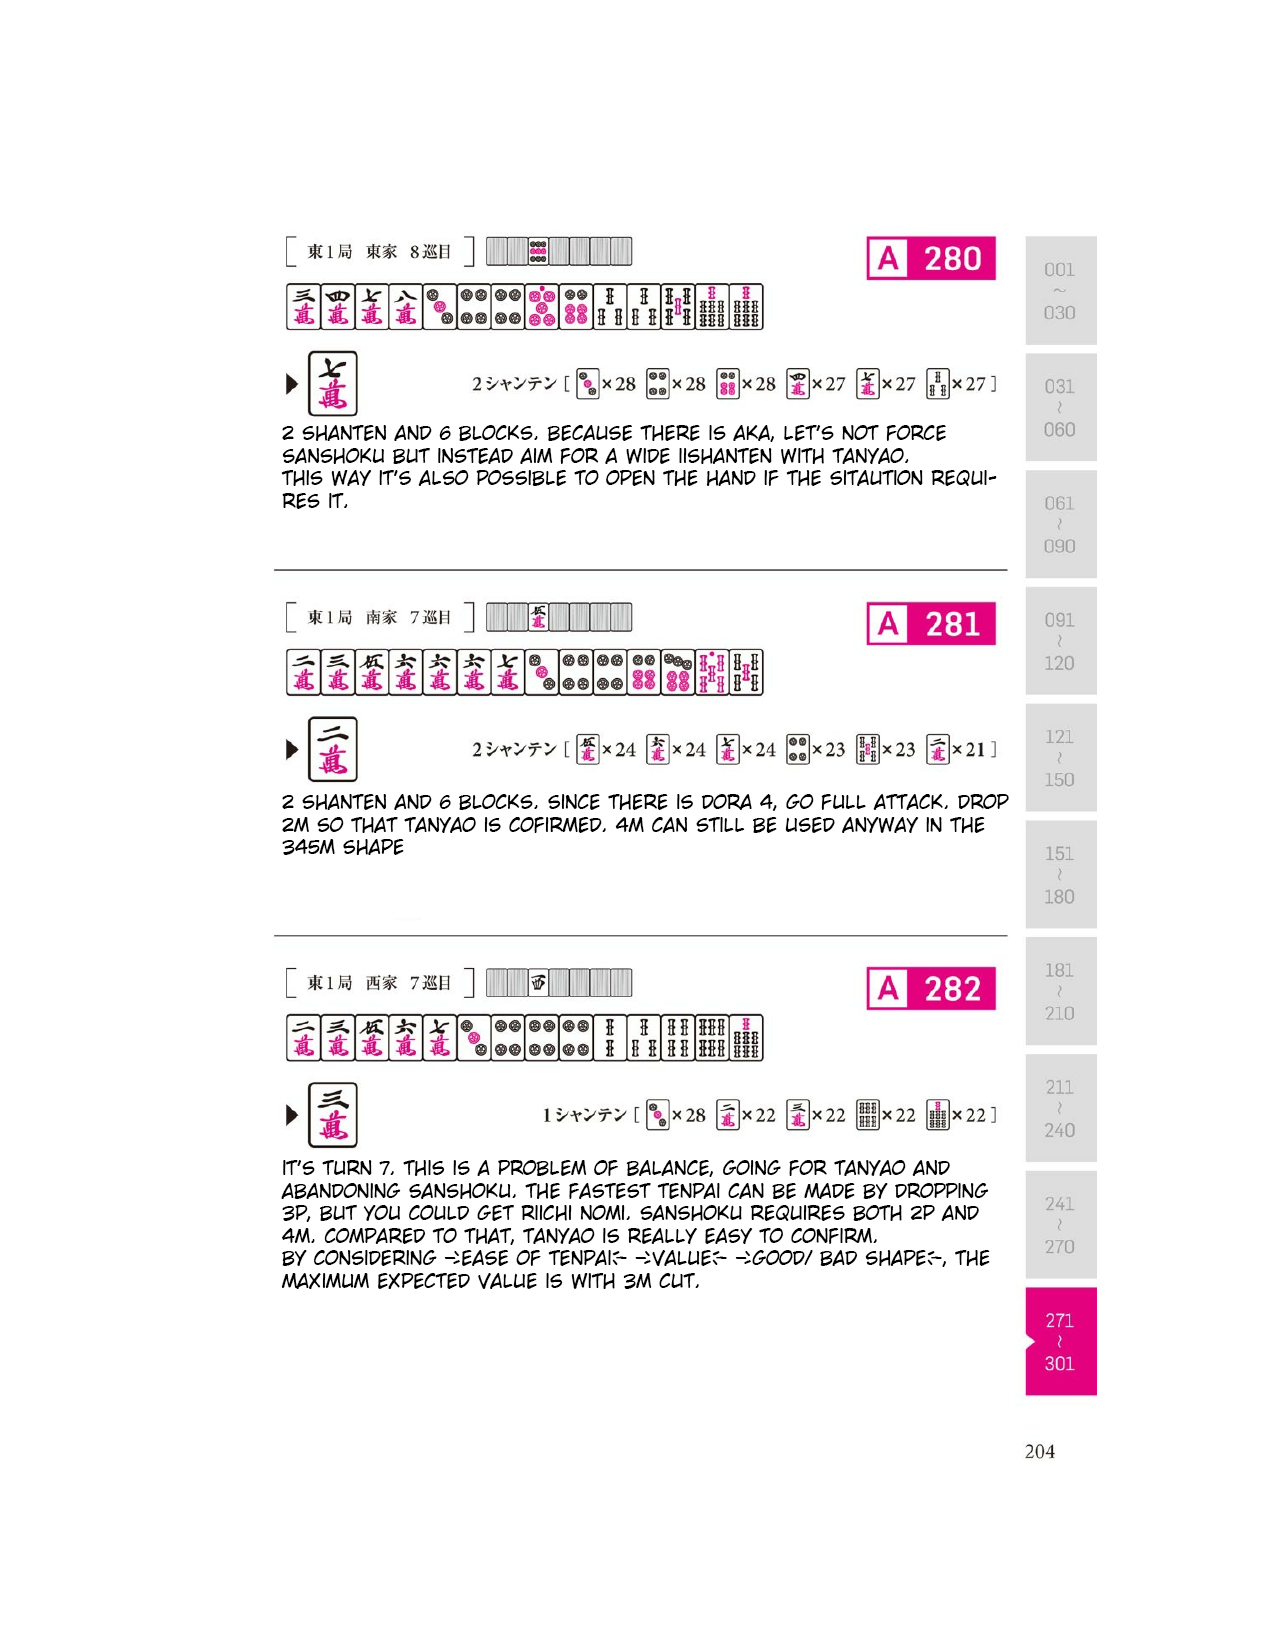 [ 東1局 東家 8巡目 ]
A 280
三萬 四萬 七萬 八萬
七萬
2シャンテン [ ×28 ×28 ×28 四萬 ×27 七萬 ×27 ×27 ]
2 SHANTEN AND 6 BLOCKS. BECAUSE THERE IS AKA, LET'S NOT FORCE
SANSHOKU BUT INSTEAD AIM FOR A WIDE IISHANTEN WITH TANYAO.
THIS WAY IT'S ALSO POSSIBLE TO OPEN THE HAND IF THE SITAUTION REQUI-
RES IT.
[ 東1局 南家 7巡目 ] 伍萬
A 281
二萬 三萬 伍萬 六萬 六萬 六萬 七萬
二萬
2シャンテン [ 伍萬 ×24 六萬 ×24 七萬 ×24 ×23 ×23 二萬 ×21 ]
2 SHANTEN AND 6 BLOCKS. SINCE THERE IS DORA 4, GO FULL ATTACK. DROP
2M SO THAT TANYAO IS COFIRMED. 4M CAN STILL BE USED ANYWAY IN THE
345M SHAPE
[ 東1局 西家 7巡目 ] 西
A 282
二萬 三萬 伍萬 六萬 七萬
三萬
1シャンテン [ ×28 二萬 ×22 三萬 ×22 ×22 ×22 ]
IT'S TURN 7. THIS IS A PROBLEM OF BALANCE, GOING FOR TANYAO AND
ABANDONING SANSHOKU. THE FASTEST TENPAI CAN BE MADE BY DROPPING
3P, BUT YOU COULD GET RIICHI NOMI. SANSHOKU REQUIRES BOTH 2P AND
4M. COMPARED TO THAT, TANYAO IS REALLY EASY TO CONFIRM.
BY CONSIDERING →EASE OF TENPAI← →VALUE← →GOOD/ BAD SHAPE←, THE
MAXIMUM EXPECTED VALUE IS WITH 3M CUT.
001
~
030
031
~
060
061
~
090
091
~
120
121
~
150
151
~
180
181
~
210
211
~
240
241
~
270
271
~
301
204